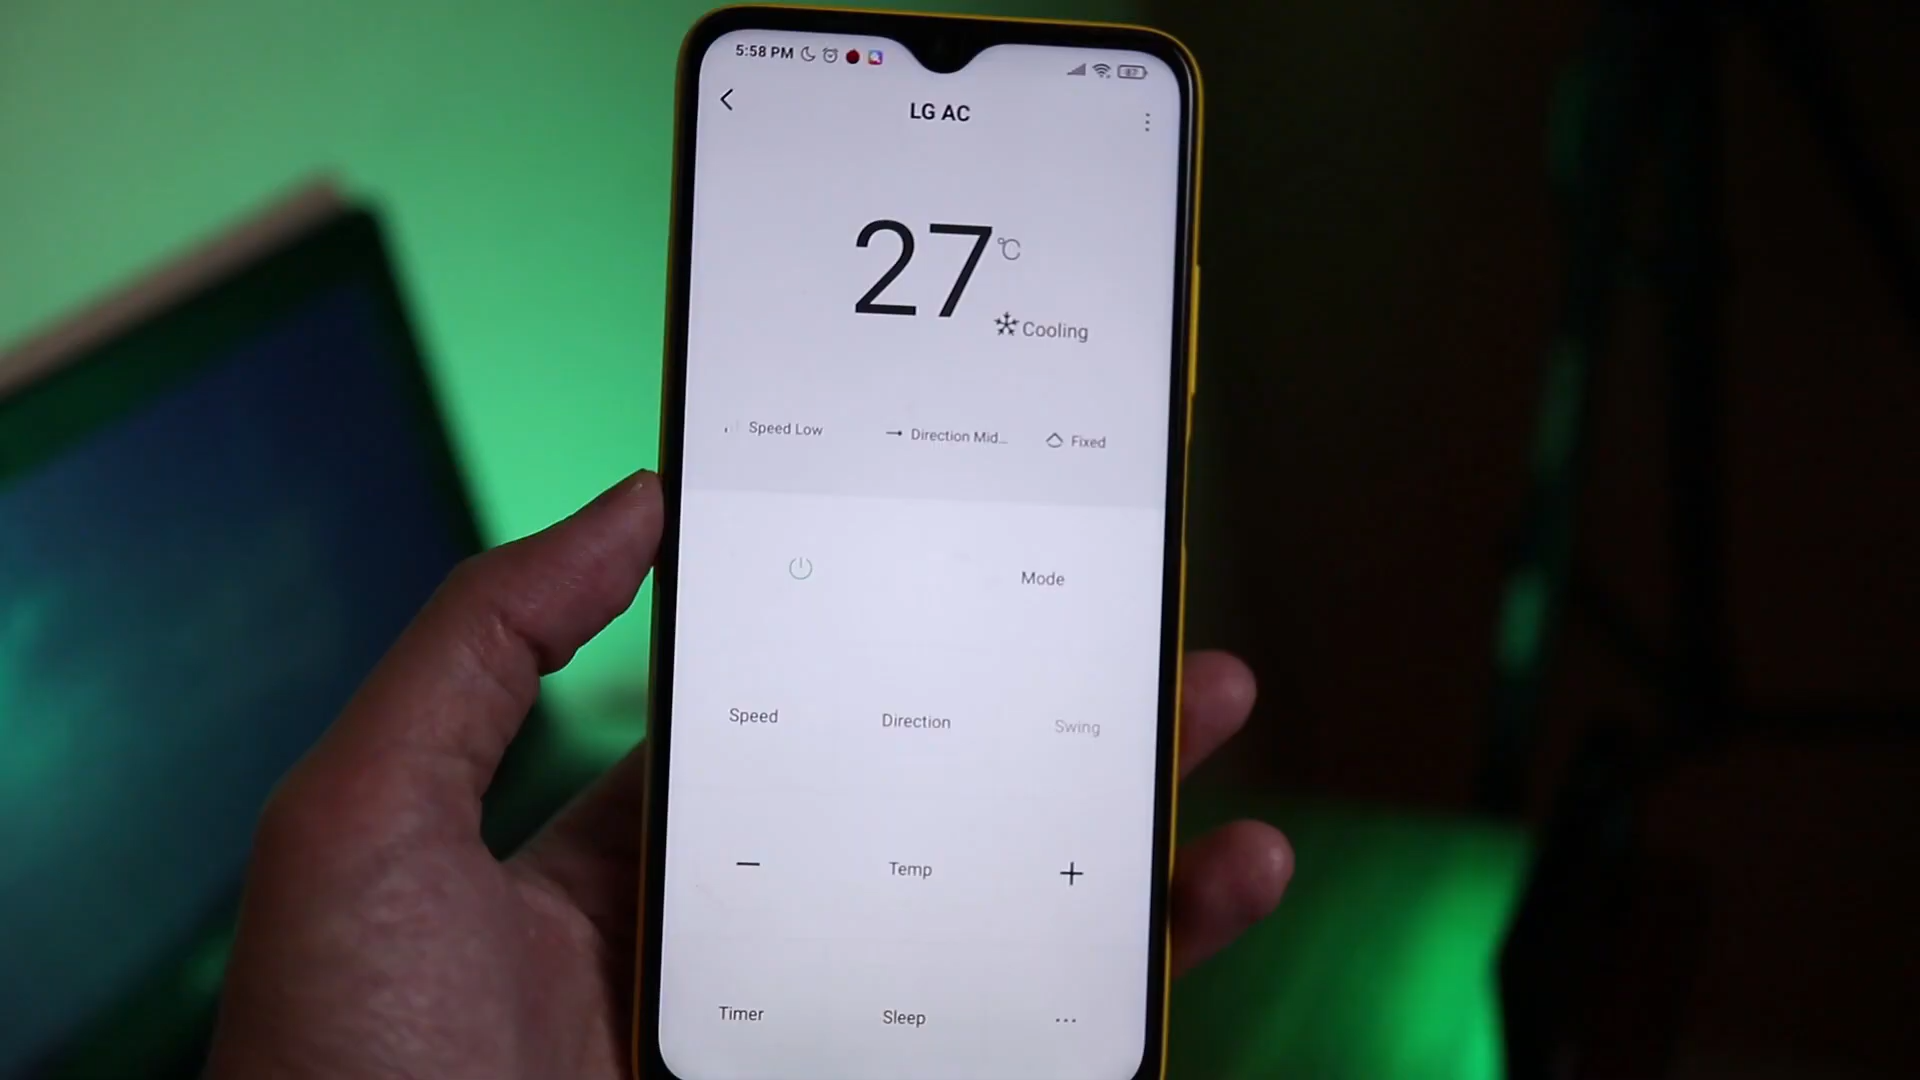 5:58 PM
87
LG AC
27°C
Cooling
Speed Low
Direction Mid...
Fixed
Mode
Speed
Direction
Swing
− Temp +
Timer
Sleep
...